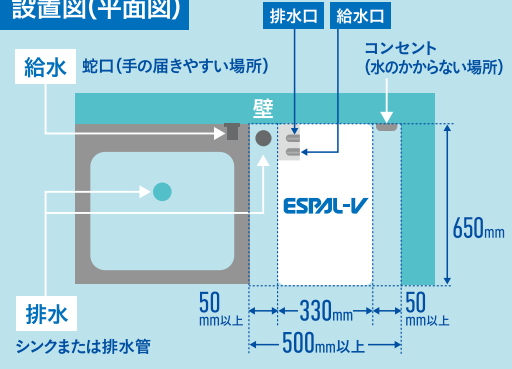 設置図(平面図)
排水口
給水口
コンセント
(水のかからない場所)
給水
蛇口(手の届きやすい場所)
壁
ESPAL-V
650mm
排水
シンクまたは排水管
50
mm以上
330mm
50
mm以上
500mm以上